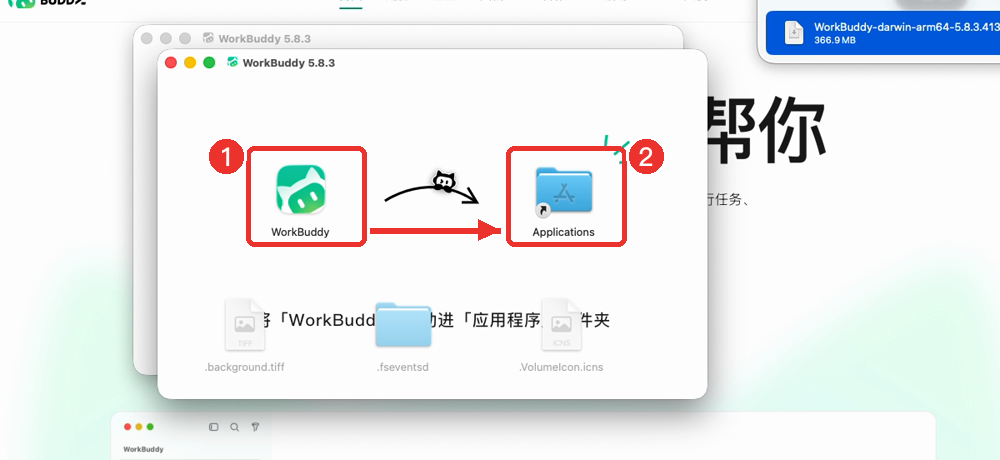 WorkBuddy 5.8.3
WorkBuddy-darwin-arm64-5.8.3.413
366.9 MB
WorkBuddy 5.8.3
帮你
1
2
行任务、
WorkBuddy
Applications
将「WorkBudd 动进「应用程序 件夹
TIFF
ICNS
.background.tiff
.fseventsd
.VolumeIcon.icns
WorkBuddy